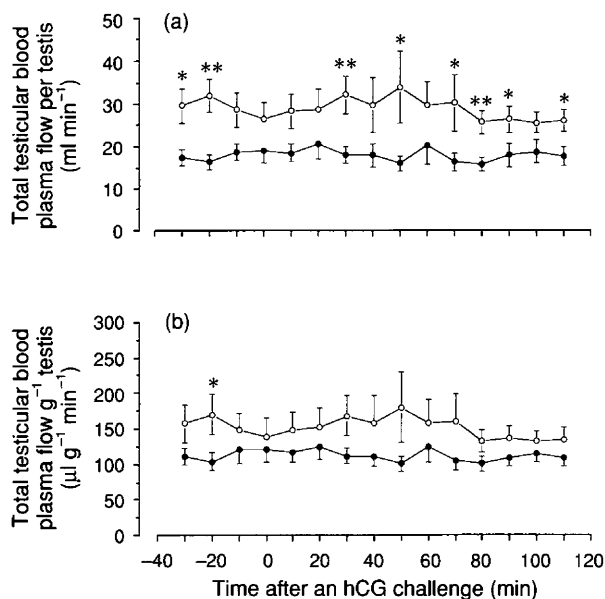 (a)
Total testicular blood
plasma flow per testis
(ml min⁻¹)
50
40
30
20
10
0
* ** ** * * ** * *
(b)
Total testicular blood
plasma flow g⁻¹ testis
(μl g⁻¹ min⁻¹)
300
250
200
150
100
50
0
*
−40 −20 0 20 40 60 80 100 120
Time after an hCG challenge (min)